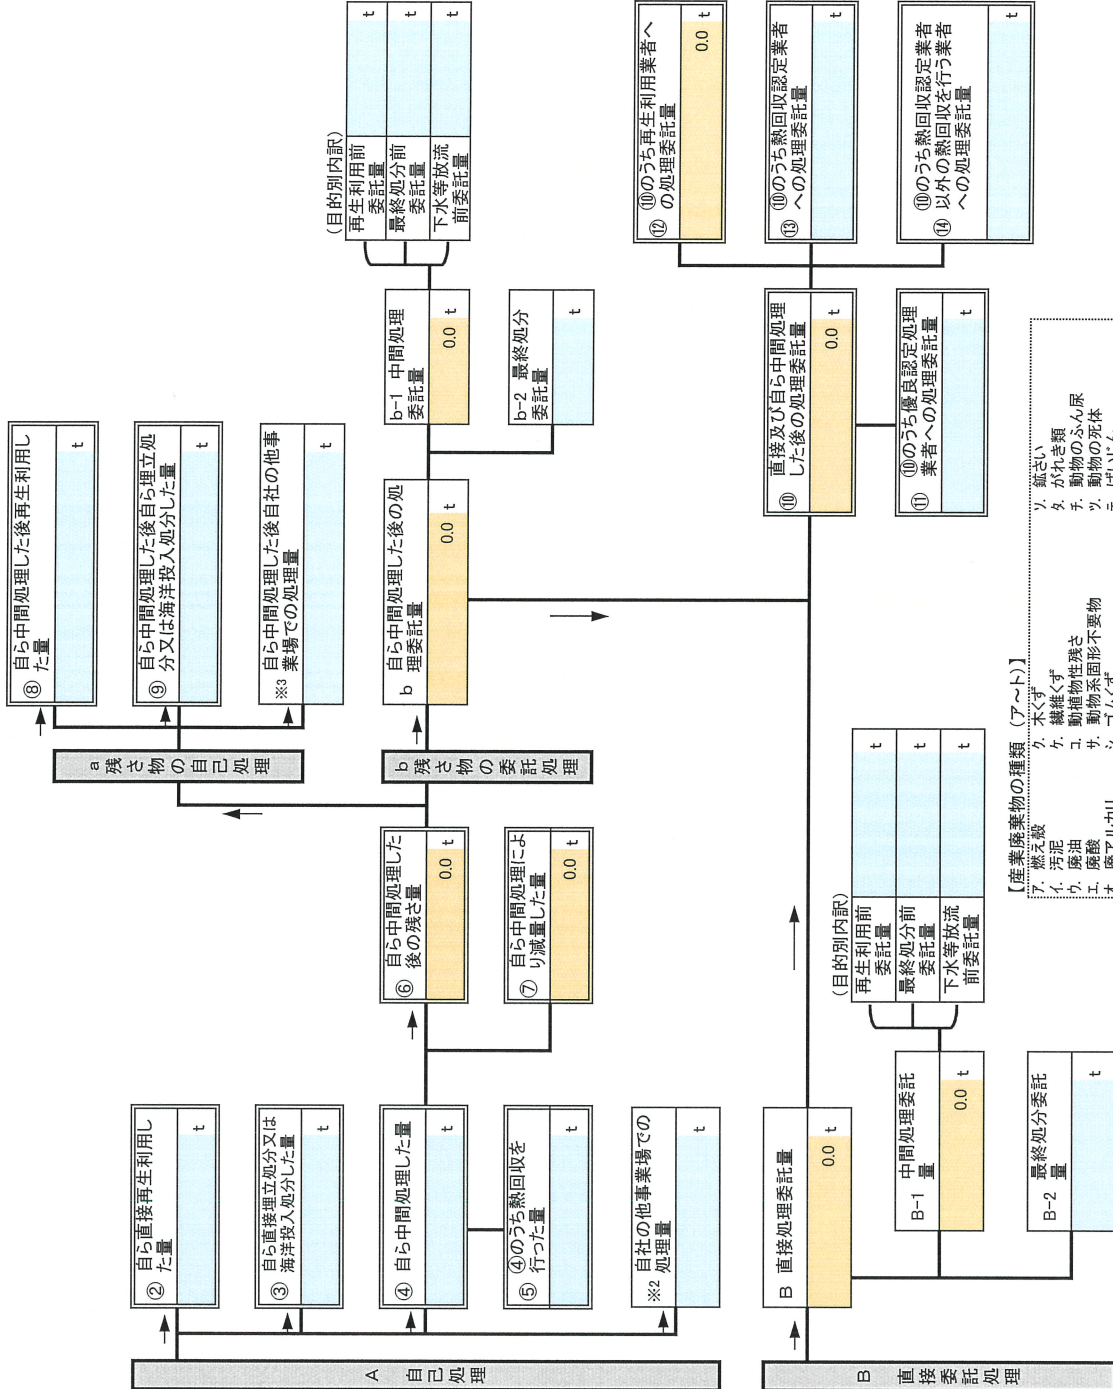 A 自己処理
② 自ら直接再生利用し
た量
t
③ 自ら直接埋立処分又は
海洋投入処分した量
t
④ 自ら中間処理した量
t
⑤ ④のうち熱回収を
行った量
t
※2 自社の他事業場での
処理量
t
⑥ 自ら中間処理した
後の残さ量
0.0 t
⑦ 自ら中間処理によ
り減量した量
0.0 t
a 残さ物の自己処理
⑧ 自ら中間処理した後再生利用し
た量
t
⑨ 自ら中間処理した後自ら埋立処
分又は海洋投入処分した量
t
※3 自ら中間処理した後自社の他事
業場での処理量
t
b 残さ物の委託処理
b 自ら中間処理した後の処
理委託量
0.0 t
b-1 中間処理
委託量
0.0 t
b-2 最終処分
委託量
t
(目的別内訳)
再生利用前
委託量
t
最終処分前
委託量
t
下水等放流
前委託量
t
B 直接委託処理
B 直接処理委託量
0.0 t
B-1 中間処理委託
量
0.0 t
B-2 最終処分委託
量
t
(目的別内訳)
再生利用前
委託量
t
最終処分前
委託量
t
下水等放流
前委託量
t
⑩ 直接及び自ら中間処理
した後の処理委託量
0.0 t
⑪ ⑩のうち優良認定処理
業者への処理委託量
t
⑫ ⑩のうち再生利用業者へ
の処理委託量
0.0 t
⑬ ⑩のうち熱回収認定業者
への処理委託量
t
⑭ ⑩のうち熱回収認定業者
以外の熱回収を行う業者
への処理委託量
t
【産業廃棄物の種類 (ア～ト)】
ア. 燃え殻
イ. 汚泥
ウ. 廃油
エ. 廃酸
オ. 廃アルカリ
ク. 木くず
ケ. 繊維くず
コ. 動植物性残さ
サ. 動物系固形不要物
シ. ゴムくず
ソ. 鉱さい
タ. がれき類
チ. 動物のふん尿
ツ. 動物の死体
テ. ばいじん